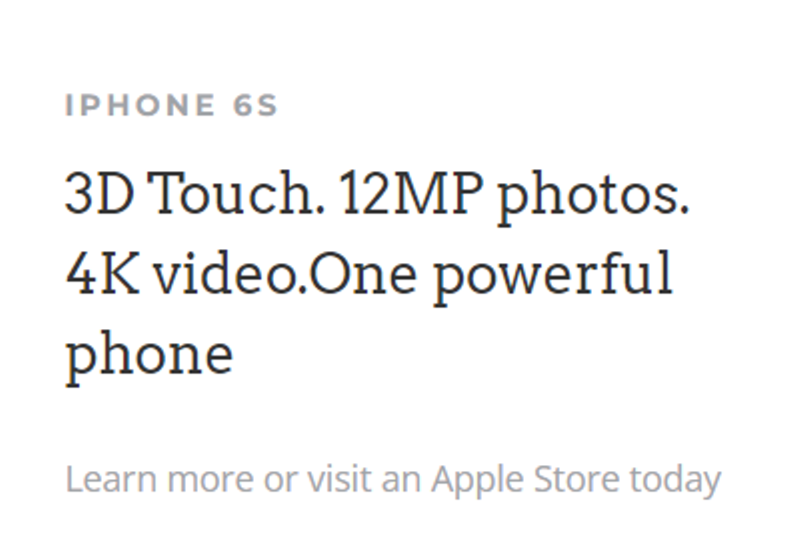 IPHONE 6S
3D Touch. 12MP photos.
4K video.One powerful
phone
Learn more or visit an Apple Store today